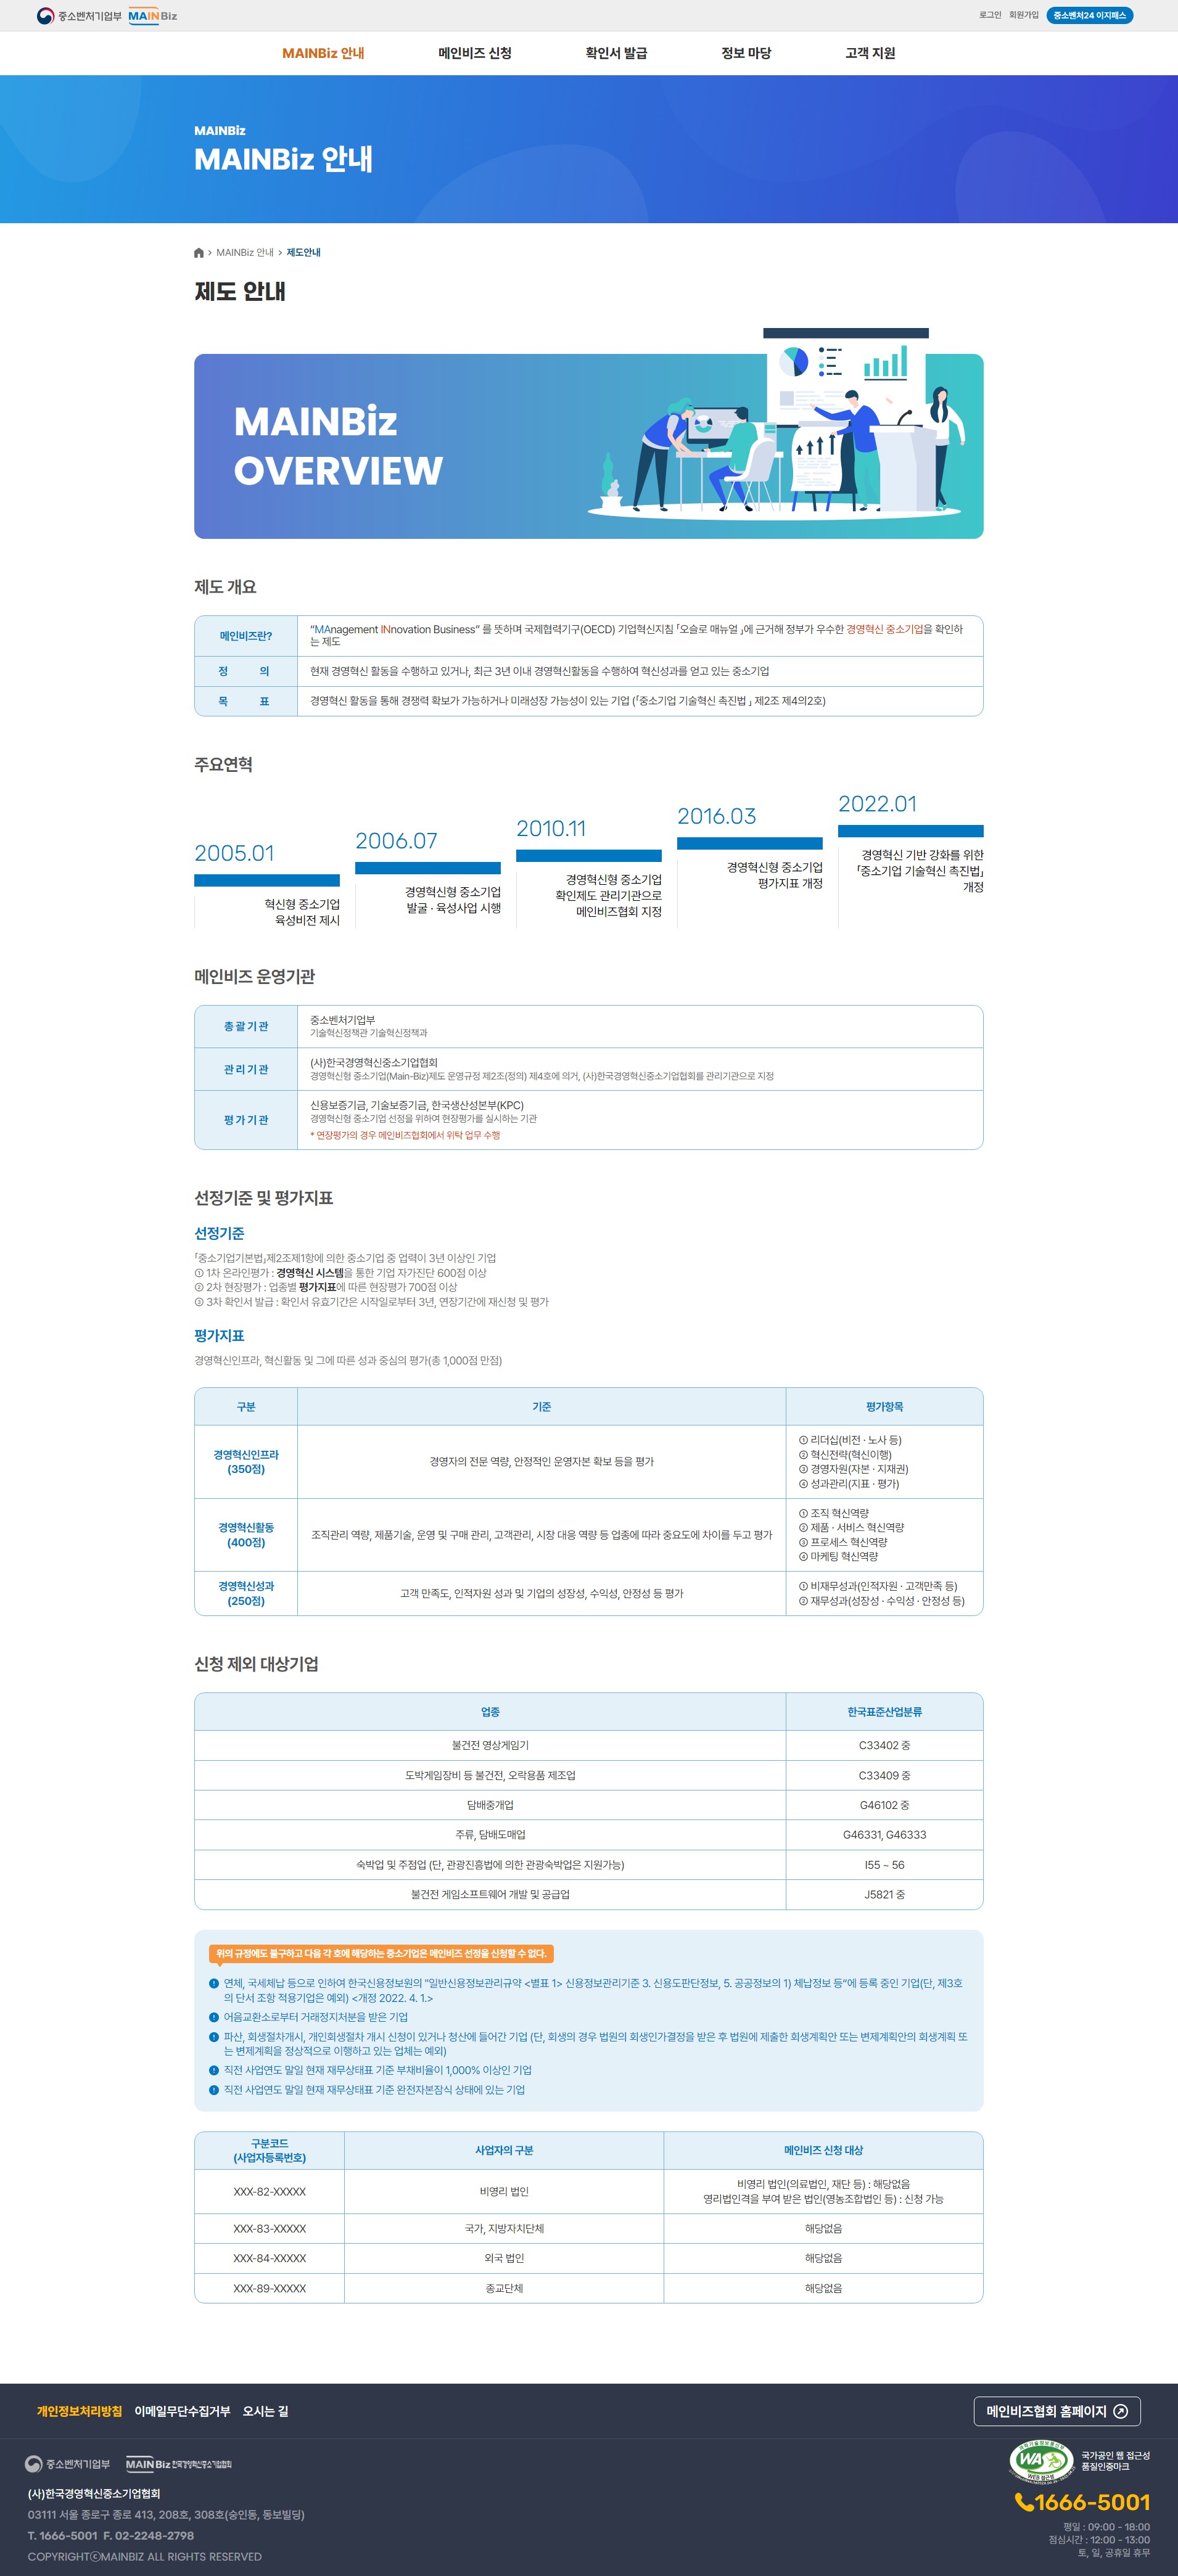 중소벤처기업부 MAINBiz
로그인 회원가입 중소벤처24 이지패스
MAINBiz 안내 메인비즈 신청 확인서 발급 정보 마당 고객 지원
MAINBiz
MAINBiz 안내
MAINBiz 안내 > 제도안내
제도 안내
MAINBiz
OVERVIEW
제도 개요
메인비즈란?
“MAnagement INnovation Business” 를 뜻하며 국제협력기구(OECD) 기업혁신지침 ｢오슬로 매뉴얼 ｣에 근거해 정부가 우수한 경영혁신 중소기업을 확인하
는 제도
정 의
현재 경영혁신 활동을 수행하고 있거나, 최근 3년 이내 경영혁신활동을 수행하여 혁신성과를 얻고 있는 중소기업
목 표
경영혁신 활동을 통해 경쟁력 확보가 가능하거나 미래성장 가능성이 있는 기업 (｢중소기업 기술혁신 촉진법 ｣ 제2조 제4의2호)
주요연혁
2005.01
혁신형 중소기업
육성비전 제시
2006.07
경영혁신형 중소기업
발굴 · 육성사업 시행
2010.11
경영혁신형 중소기업
확인제도 관리기관으로
메인비즈협회 지정
2016.03
경영혁신형 중소기업
평가지표 개정
2022.01
경영혁신 기반 강화를 위한
｢중소기업 기술혁신 촉진법｣
개정
메인비즈 운영기관
총괄기관
중소벤처기업부
기술혁신정책관 기술혁신정책과
관리기관
(사)한국경영혁신중소기업협회
경영혁신형 중소기업(Main-Biz)제도 운영규정 제2조(정의) 제4호에 의거, (사)한국경영혁신중소기업협회를 관리기관으로 지정
평가기관
신용보증기금, 기술보증기금, 한국생산성본부(KPC)
경영혁신형 중소기업 선정을 위하여 현장평가를 실시하는 기관
* 연장평가의 경우 메인비즈협회에서 위탁 업무 수행
선정기준 및 평가지표
선정기준
｢중소기업기본법｣제2조제1항에 의한 중소기업 중 업력이 3년 이상인 기업
① 1차 온라인평가 : 경영혁신 시스템을 통한 기업 자가진단 600점 이상
② 2차 현장평가 : 업종별 평가지표에 따른 현장평가 700점 이상
③ 3차 확인서 발급 : 확인서 유효기간은 시작일로부터 3년, 연장기간에 재신청 및 평가
평가지표
경영혁신인프라, 혁신활동 및 그에 따른 성과 중심의 평가(총 1,000점 만점)
구분 기준 평가항목
경영혁신인프라
(350점)
경영자의 전문 역량, 안정적인 운영자본 확보 등을 평가
① 리더십(비전 · 노사 등)
② 혁신전략(혁신이행)
③ 경영자원(자본 · 지재권)
④ 성과관리(지표 · 평가)
경영혁신활동
(400점)
조직관리 역량, 제품기술, 운영 및 구매 관리, 고객관리, 시장 대응 역량 등 업종에 따라 중요도에 차이를 두고 평가
① 조직 혁신역량
② 제품 · 서비스 혁신역량
③ 프로세스 혁신역량
④ 마케팅 혁신역량
경영혁신성과
(250점)
고객 만족도, 인적자원 성과 및 기업의 성장성, 수익성, 안정성 등 평가
① 비재무성과(인적자원 · 고객만족 등)
② 재무성과(성장성 · 수익성 · 안정성 등)
신청 제외 대상기업
업종 한국표준산업분류
불건전 영상게임기 C33402 중
도박게임장비 등 불건전, 오락용품 제조업 C33409 중
담배중개업 G46102 중
주류, 담배도매업 G46331, G46333
숙박업 및 주점업 (단, 관광진흥법에 의한 관광숙박업은 지원가능) I55 ~ 56
불건전 게임소프트웨어 개발 및 공급업 J5821 중
위의 규정에도 불구하고 다음 각 호에 해당하는 중소기업은 메인비즈 선정을 신청할 수 없다.
연체, 국세체납 등으로 인하여 한국신용정보원의 “일반신용정보관리규약 <별표 1> 신용정보관리기준 3. 신용도판단정보, 5. 공공정보의 1) 체납정보 등“에 등록 중인 기업(단, 제3호
의 단서 조항 적용기업은 예외) <개정 2022. 4. 1.>
어음교환소로부터 거래정지처분을 받은 기업
파산, 회생절차개시, 개인회생절차 개시 신청이 있거나 청산에 들어간 기업 (단, 회생의 경우 법원의 회생인가결정을 받은 후 법원에 제출한 회생계획안 또는 변제계획안의 회생계획 또
는 변제계획을 정상적으로 이행하고 있는 업체는 예외)
직전 사업연도 말일 현재 재무상태표 기준 부채비율이 1,000% 이상인 기업
직전 사업연도 말일 현재 재무상태표 기준 완전자본잠식 상태에 있는 기업
구분코드
(사업자등록번호)
사업자의 구분 메인비즈 신청 대상
XXX-82-XXXXX 비영리 법인
비영리 법인(의료법인, 재단 등) : 해당없음
영리법인격을 부여 받은 법인(영농조합법인 등) : 신청 가능
XXX-83-XXXXX 국가, 지방자치단체 해당없음
XXX-84-XXXXX 외국 법인 해당없음
XXX-89-XXXXX 종교단체 해당없음
개인정보처리방침 이메일무단수집거부 오시는 길
메인비즈협회 홈페이지
중소벤처기업부 MAINBiz 한국경영혁신중소기업협회
WA
WEB 접근성
국가공인 웹 접근성
품질인증마크
(사)한국경영혁신중소기업협회
03111 서울 종로구 종로 413, 208호, 308호(숭인동, 동보빌딩)
T. 1666-5001 F. 02-2248-2798
COPYRIGHTⓒMAINBIZ ALL RIGHTS RESERVED
1666-5001
평일 : 09:00 - 18:00
점심시간 : 12:00 - 13:00
토, 일, 공휴일 휴무